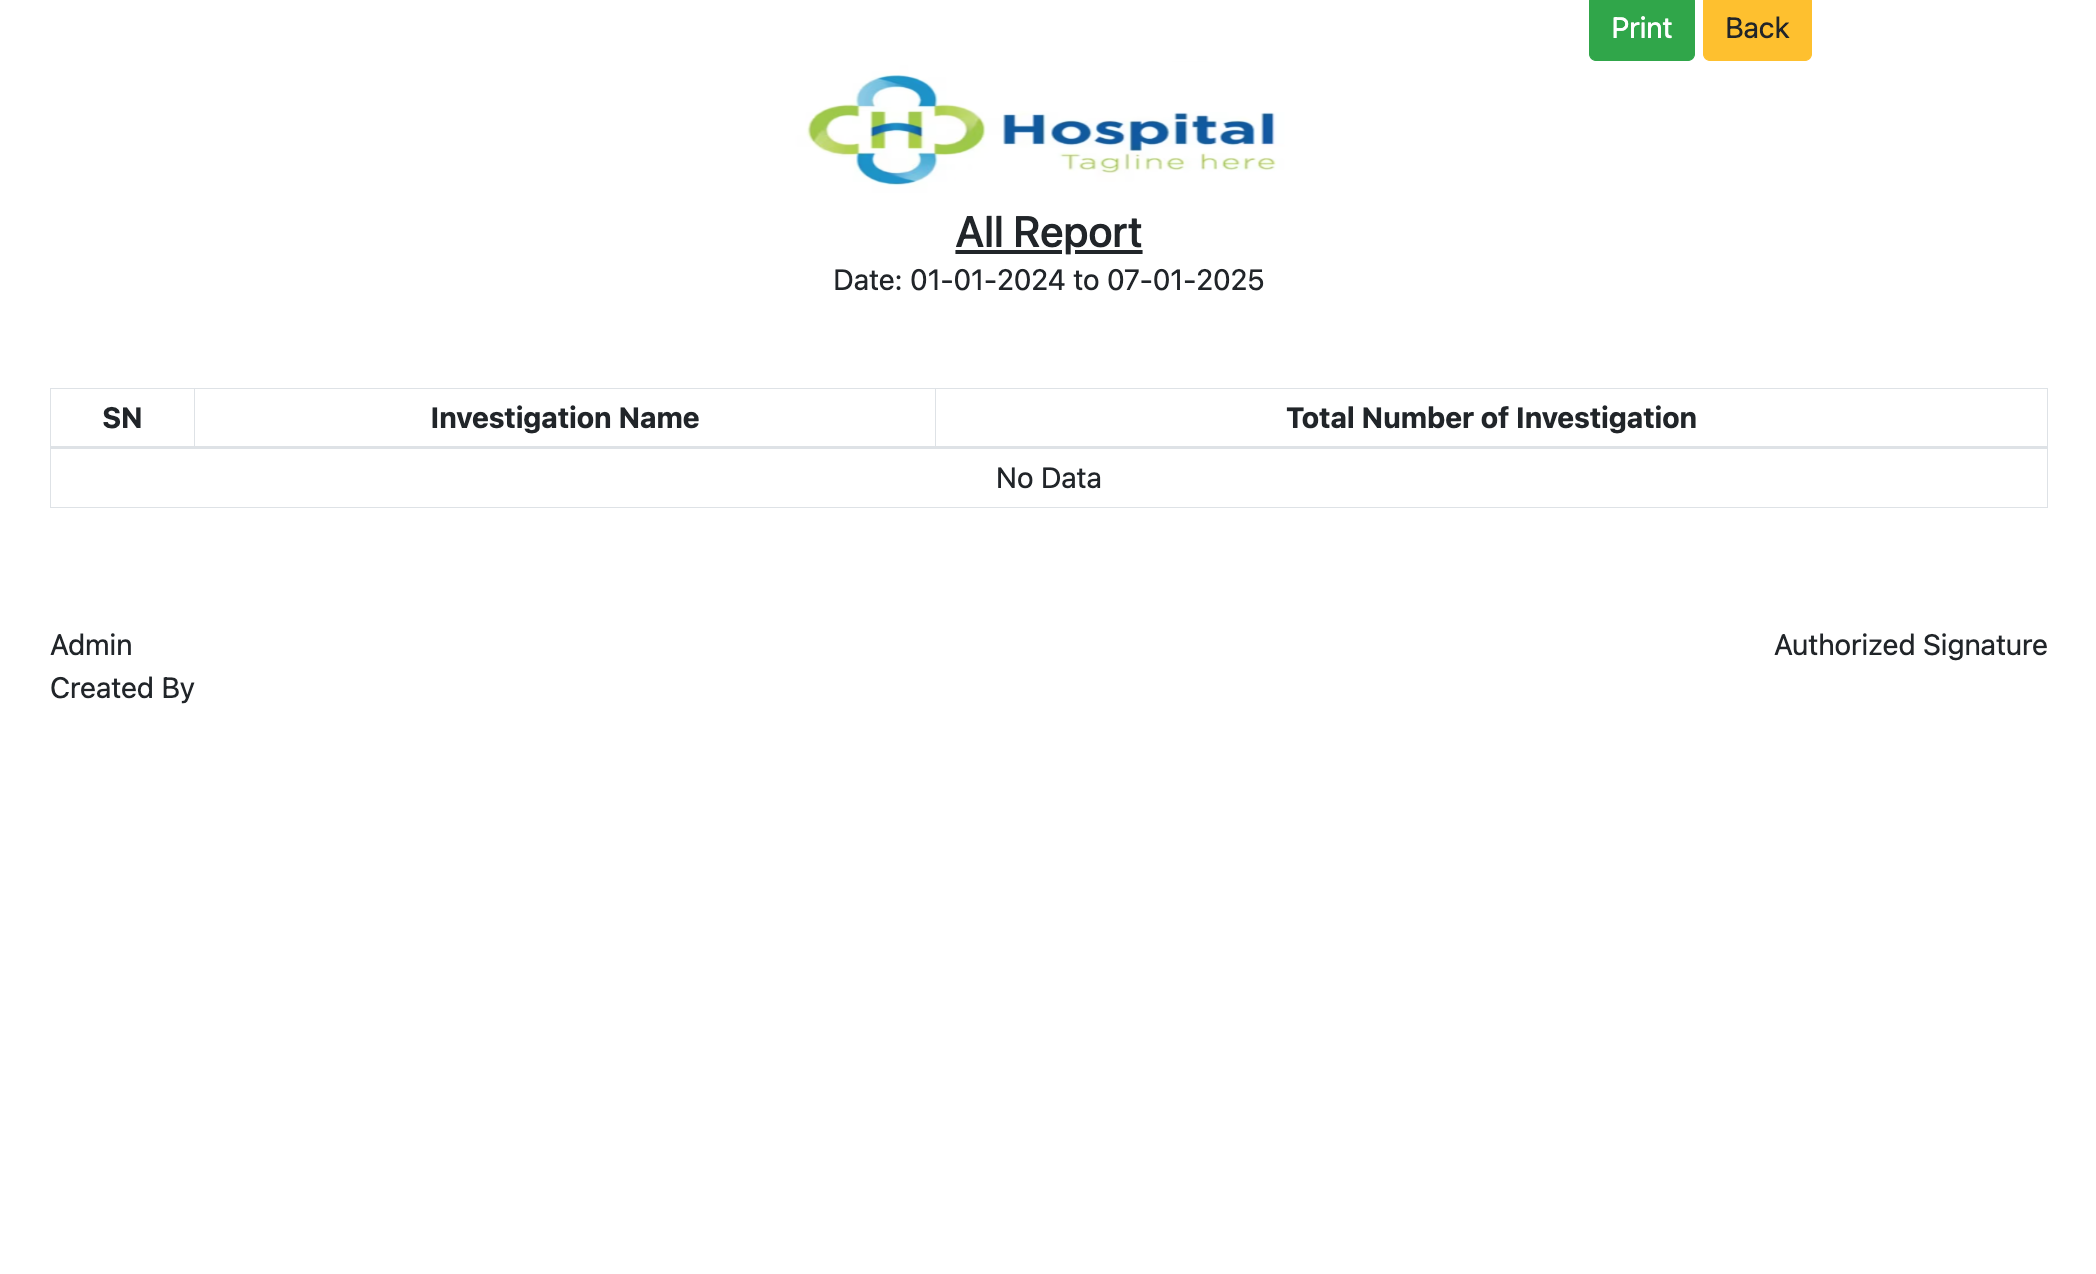 Print Back
H Hospital
Tagline here
All Report
Date: 01-01-2024 to 07-01-2025
SN Investigation Name Total Number of Investigation
No Data
Admin Authorized Signature
Created By